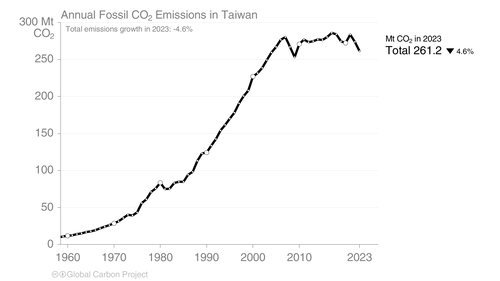 Annual Fossil CO₂ Emissions in Taiwan
300 Mt
CO₂
Total emissions growth in 2023: -4.6%
250
200
150
100
50
0
1960
1970
1980
1990
2000
2010
2023
Mt CO₂ in 2023
Total 261.2 ▼ 4.6%
Global Carbon Project